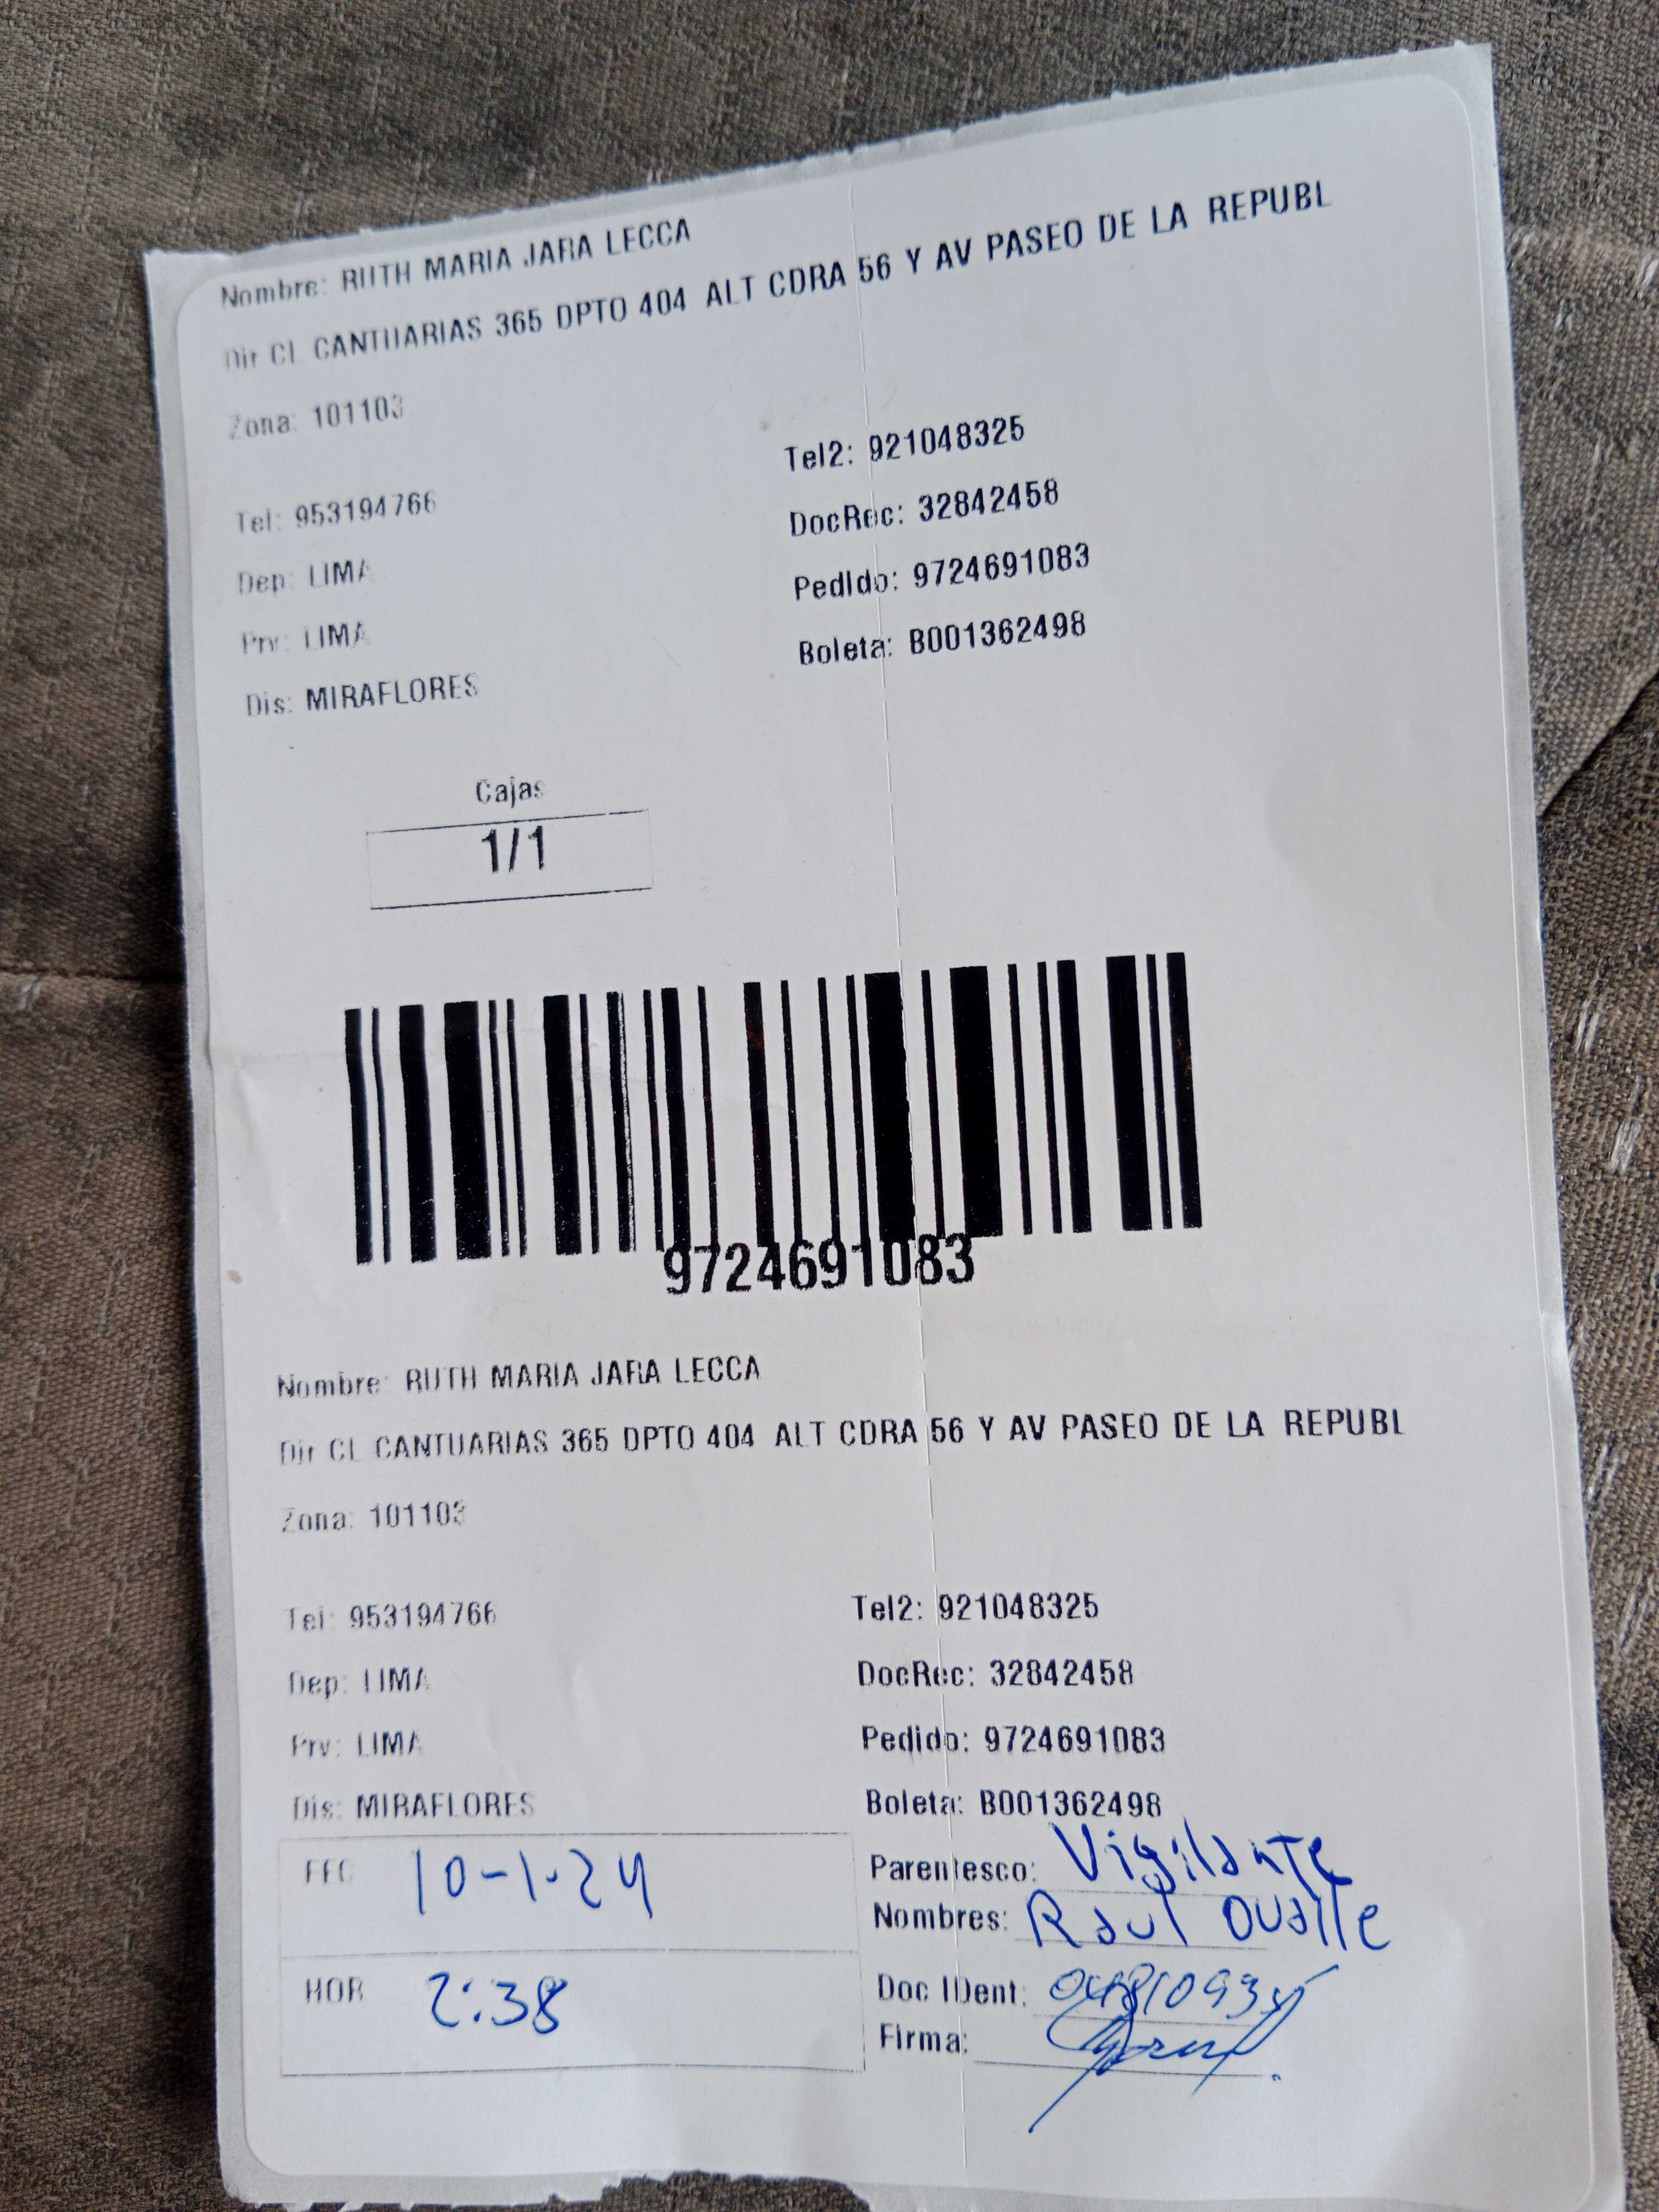 Nombre: RUTH MARIA JARA LECCA
Dir CL CANTUARIAS 365 DPTO 404 ALT CDRA 56 Y AV PASEO DE LA REPUBL
Zona: 101103
Tel: 953194766 Tel2: 921048325
DocRec: 32842458
Dep: LIMA Pedido: 9724691083
Prv: LIMA Boleta: B001362498
Dis: MIRAFLORES
Cajas
1/1
9724691083
Nombre: RUTH MARIA JARA LECCA
Dir CL CANTUARIAS 365 DPTO 404 ALT CDRA 56 Y AV PASEO DE LA REPUBL
Zona: 101103
Tel: 953194766 Tel2: 921048325
Dep: LIMA DocRec: 32842458
Prv: LIMA Pedido: 9724691083
Dis: MIRAFLORES Boleta: B001362498
FEC 10-1-24 Parentesco: Vigilante
Nombres: Raul Ovalle
HOR 2:38 Doc IDent:
Firma: